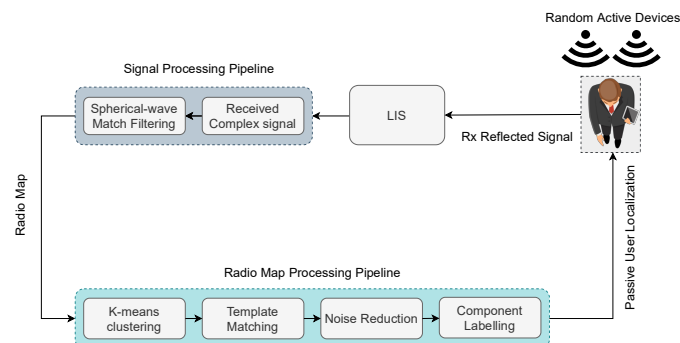 Random Active Devices
Signal Processing Pipeline
Spherical-wave
Match Filtering
Received
Complex signal
LIS
Rx Reflected Signal
Radio Map
Passive User Localization
Radio Map Processing Pipeline
K-means
clustering
Template
Matching
Noise Reduction
Component
Labelling